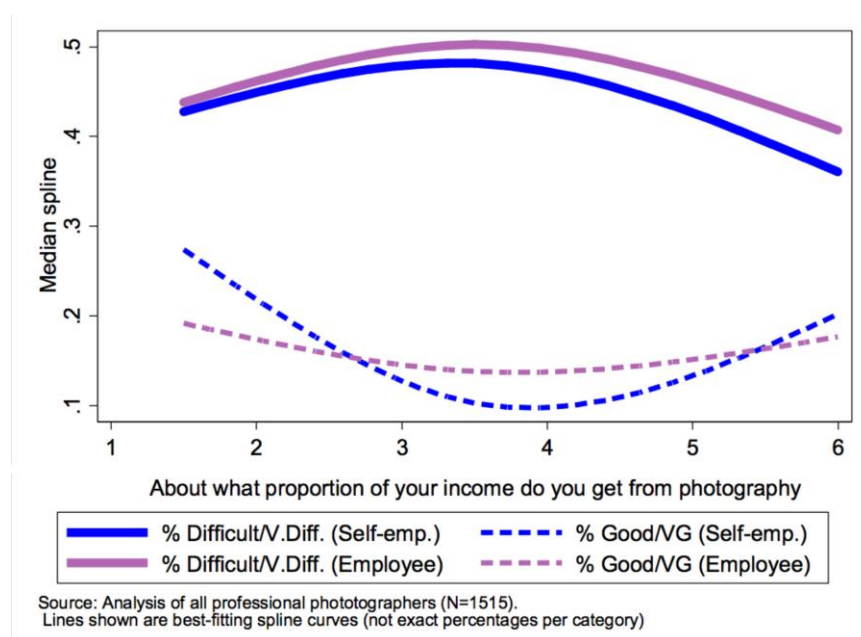 .5
.4
.3
.2
.1
Median spline
1 2 3 4 5 6
About what proportion of your income do you get from photography
% Difficult/V.Diff. (Self-emp.) % Good/VG (Self-emp.)
% Difficult/V.Diff. (Employee) % Good/VG (Employee)
Source: Analysis of all professional phototographers (N=1515).
Lines shown are best-fitting spline curves (not exact percentages per category)